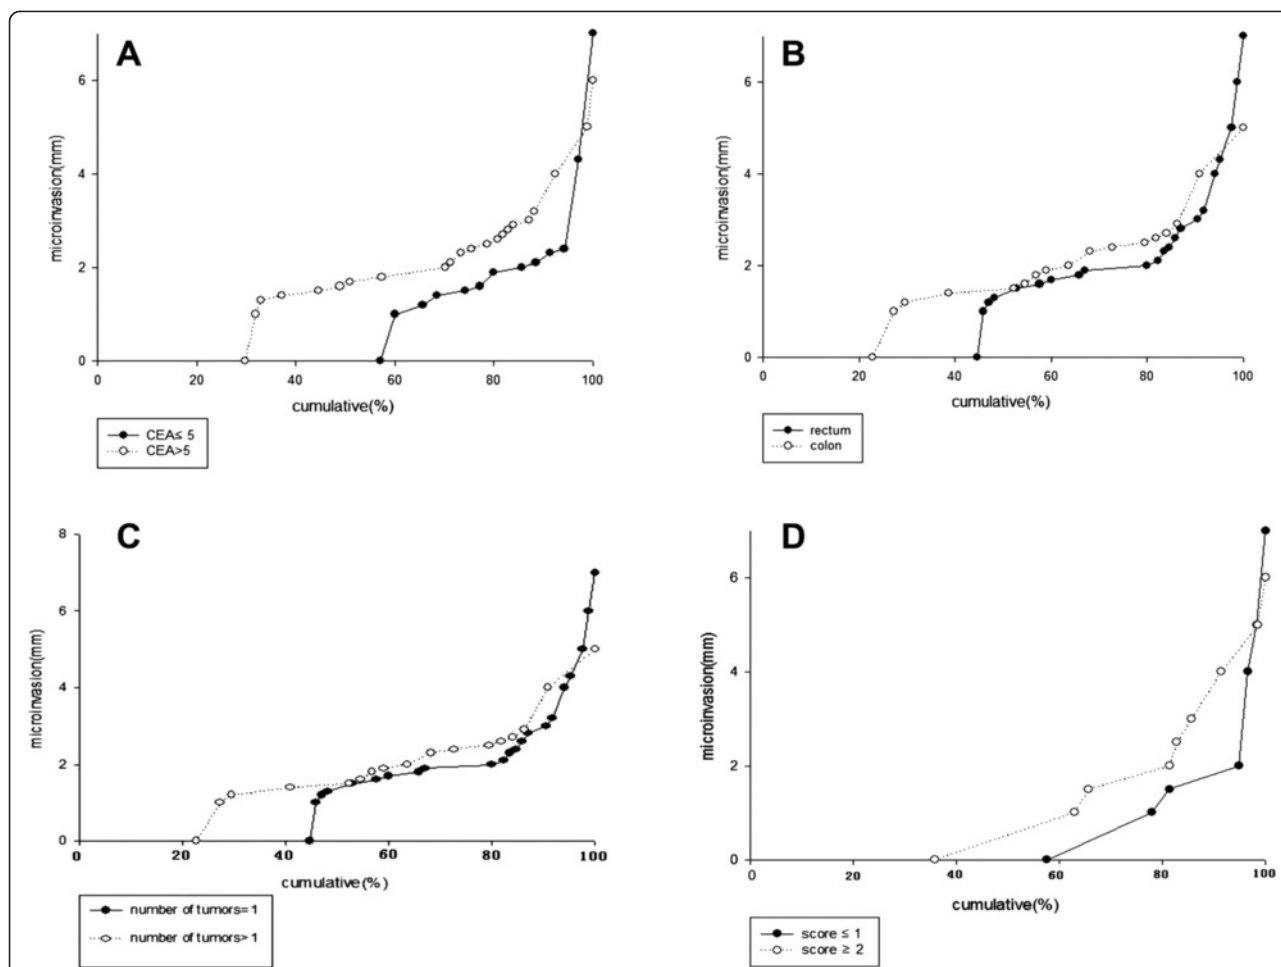 A
6
4
2
0
microinvasion(mm)
0 20 40 60 80 100
cumulative(%)
CEA≤ 5
CEA>5
B
6
4
2
0
microinvasion(mm)
0 20 40 60 80 100
cumulative(%)
rectum
colon
C
8
6
4
2
0
microinvasion(mm)
0 20 40 60 80 100
cumulative(%)
number of tumors=1
number of tumors>1
D
6
4
2
0
microinvasion(mm)
0 20 40 60 80 100
cumulative(%)
score ≤ 1
score ≥ 2